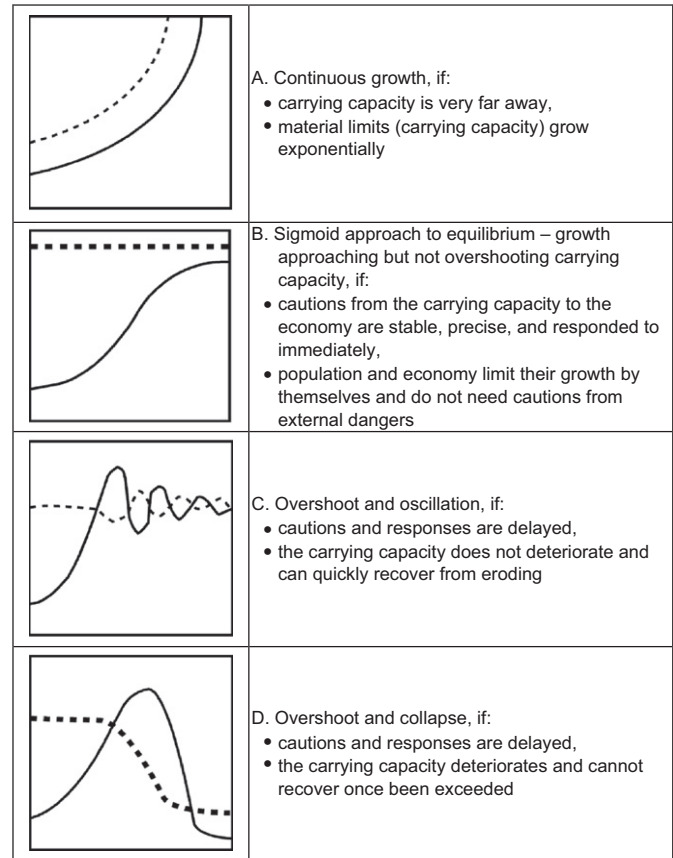 A. Continuous growth, if:
• carrying capacity is very far away,
• material limits (carrying capacity) grow
exponentially
B. Sigmoid approach to equilibrium – growth
approaching but not overshooting carrying
capacity, if:
• cautions from the carrying capacity to the
economy are stable, precise, and responded to
immediately,
• population and economy limit their growth by
themselves and do not need cautions from
external dangers
C. Overshoot and oscillation, if:
• cautions and responses are delayed,
• the carrying capacity does not deteriorate and
can quickly recover from eroding
D. Overshoot and collapse, if:
• cautions and responses are delayed,
• the carrying capacity deteriorates and cannot
recover once been exceeded